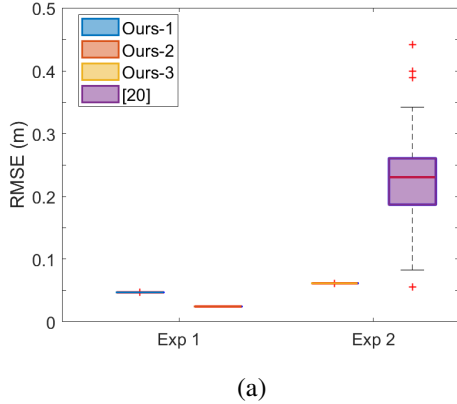 0.5
0.4
0.3
0.2
0.1
0
RMSE (m)
Ours-1
Ours-2
Ours-3
[20]
Exp 1
Exp 2
(a)